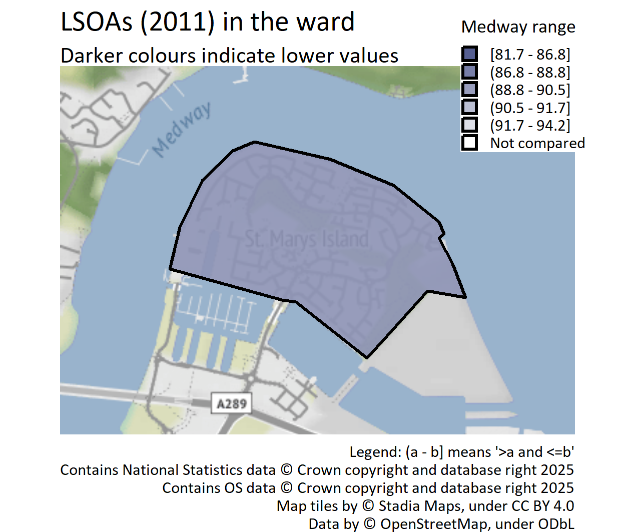 LSOAs (2011) in the ward
Darker colours indicate lower values
Medway range
[81.7 - 86.8]
(86.8 - 88.8]
(88.8 - 90.5]
(90.5 - 91.7]
(91.7 - 94.2]
Not compared
Medway
St. Marys Island
A289
Legend: (a - b] means '>a and <=b'
Contains National Statistics data © Crown copyright and database right 2025
Contains OS data © Crown copyright and database right 2025
Map tiles by © Stadia Maps, under CC BY 4.0
Data by © OpenStreetMap, under ODbL